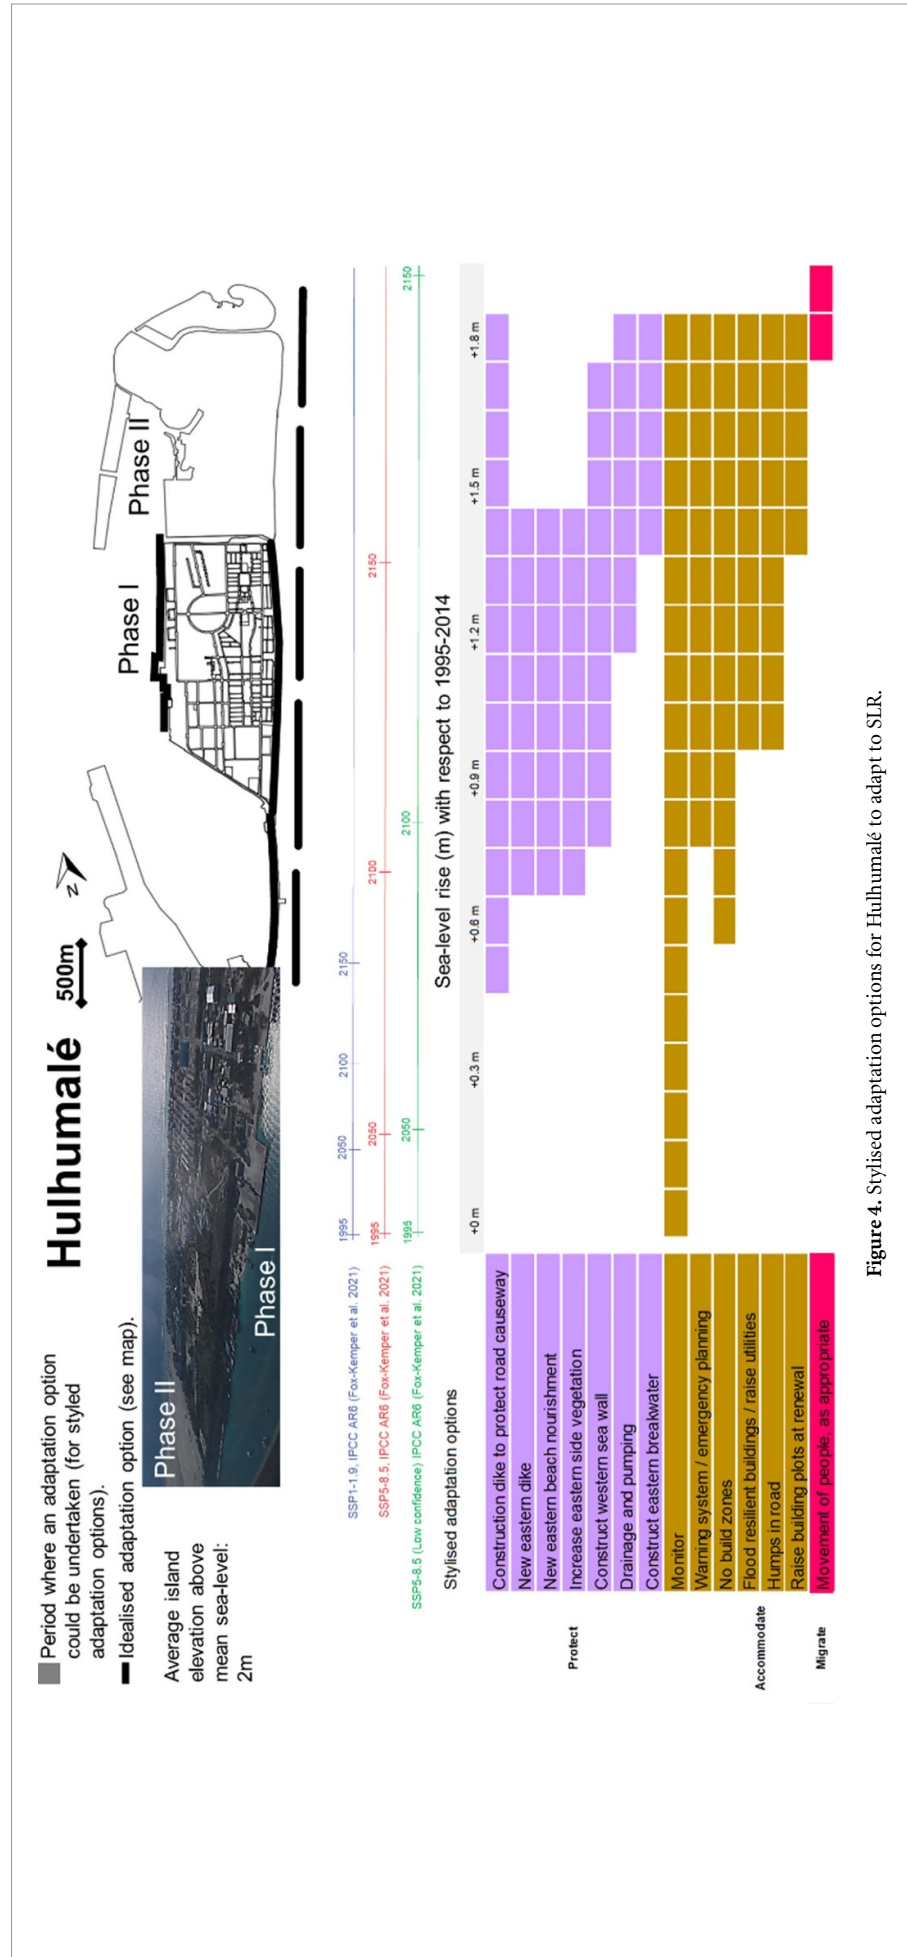 Period where an adaptation option
could be undertaken (for styled
adaptation options).
Idealised adaptation option (see map).
Hulhumalé
500m
N
Average island
elevation above
mean sea-level:
2m
Phase II
Phase I
Phase I
Phase II
SSP1-1.9, IPCC AR6 (Fox-Kemper et al. 2021)
1995 2050 2100 2150
SSP5-8.5, IPCC AR6 (Fox-Kemper et al. 2021)
1995 2050 2100 2150
SSP5-8.5 (Low confidence) IPCC AR6 (Fox-Kemper et al. 2021)
1995 2050 2100 2150
Stylised adaptation options
Sea-level rise (m) with respect to 1995-2014
+0 m +0.3 m +0.6 m +0.9 m +1.2 m +1.5 m +1.8 m
Protect
Construction dike to protect road causeway
New eastern dike
New eastern beach nourishment
Increase eastern side vegetation
Construct western sea wall
Drainage and pumping
Construct eastern breakwater
Accommodate
Monitor
Warning system / emergency planning
No build zones
Flood resilient buildings / raise utilities
Humps in road
Raise building plots at renewal
Migrate
Movement of people, as appropriate
Figure 4. Stylised adaptation options for Hulhumalé to adapt to SLR.